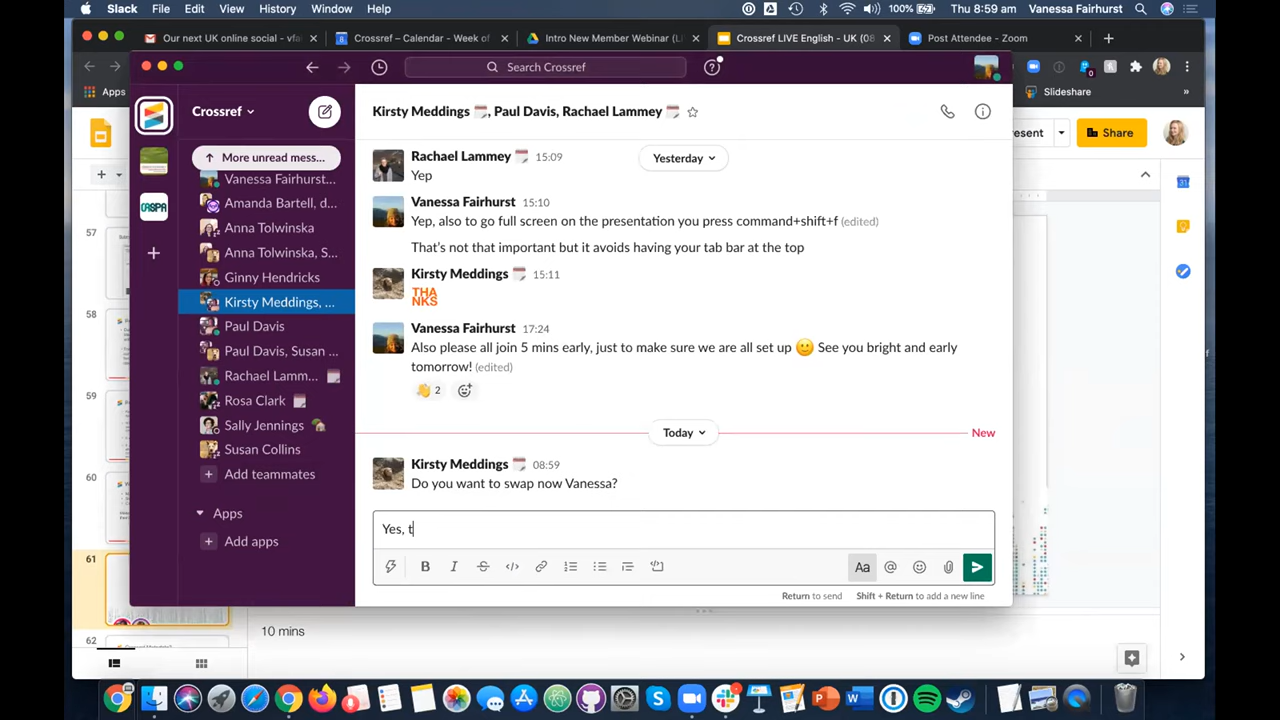 Slack File Edit View History Window Help 100% Thu 8:59 am Vanessa Fairhurst
Our next UK online social - vfa Crossref – Calendar - Week of Intro New Member Webinar (Li Crossref LIVE English - UK (08 Post Attendee - Zoom
Search Crossref
Apps
Slideshare
Crossref
Kirsty Meddings, Paul Davis, Rachael Lammey
esent
Share
More unread mess...
Vanessa Fairhurst...
Amanda Bartell, d...
Anna Tolwinska
Anna Tolwinska, S...
Ginny Hendricks
Kirsty Meddings, ...
Paul Davis
Paul Davis, Susan ...
Rachael Lamm...
Rosa Clark
Sally Jennings
Susan Collins
Add teammates
Apps
Add apps
CASPA
57
58
59
60
61
62
Yesterday
Rachael Lammey 15:09
Yep
Vanessa Fairhurst 15:10
Yep, also to go full screen on the presentation you press command+shift+f (edited)
That's not that important but it avoids having your tab bar at the top
Kirsty Meddings 15:11
THA
NKS
Vanessa Fairhurst 17:24
Also please all join 5 mins early, just to make sure we are all set up See you bright and early
tomorrow! (edited)
2
Today
New
Kirsty Meddings 08:59
Do you want to swap now Vanessa?
Yes, t
B I S Aa @
Return to send Shift + Return to add a new line
10 mins